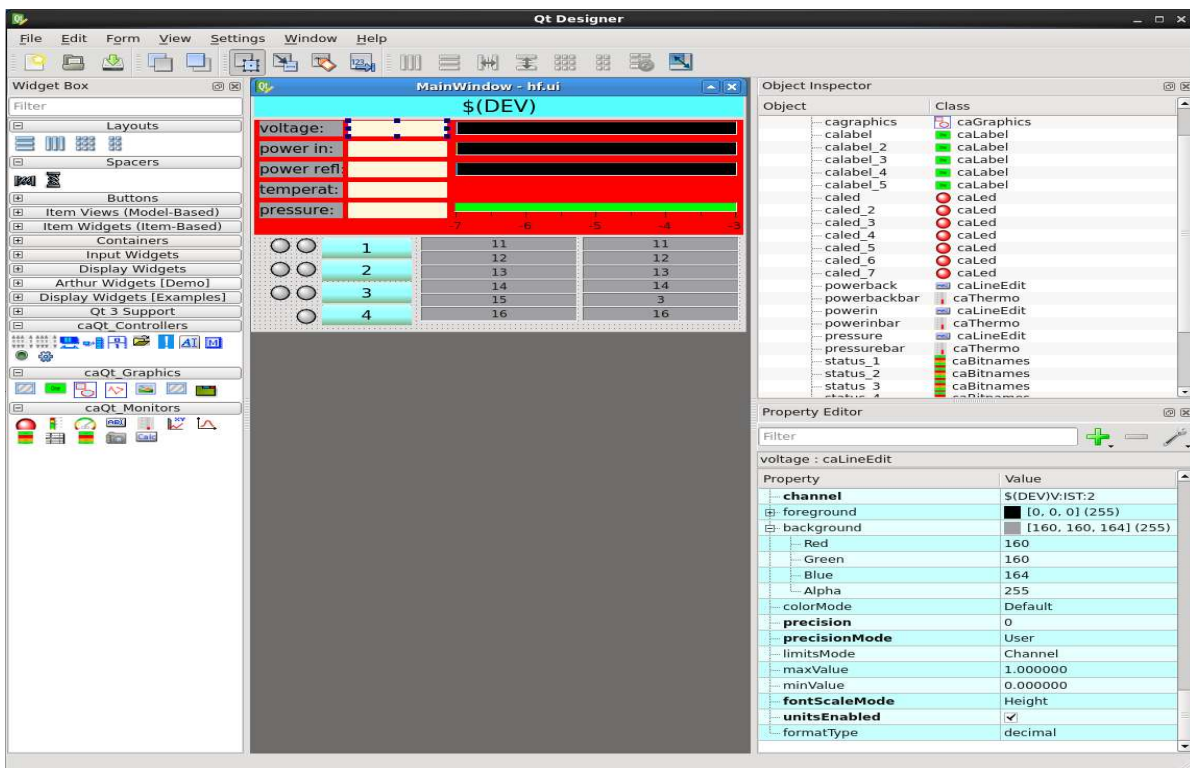 Qt Designer
File Edit Form View Settings Window Help
Widget Box
Filter
Layouts
Spacers
Buttons
Item Views (Model-Based)
Item Widgets (Item-Based)
Containers
Input Widgets
Display Widgets
Arthur Widgets [Demo]
Display Widgets [Examples]
Qt 3 Support
caQt_Controllers
caQt_Graphics
caQt_Monitors
MainWindow - hf.ui
$(DEV)
voltage:
power in:
power refl:
temperat:
pressure:
-7 -6 -5 -4 -3
1 11 11
12 12
2 13 13
3 14 14
15 3
4 16 16
Object Inspector
Object Class
cagraphics caGraphics
calabel caLabel
calabel_2 caLabel
calabel_3 caLabel
calabel_4 caLabel
calabel_5 caLabel
caled caLed
caled_2 caLed
caled_3 caLed
caled_4 caLed
caled_5 caLed
caled_6 caLed
caled_7 caLed
powerback caLineEdit
powerbackbar caThermo
powerin caLineEdit
powerinbar caThermo
pressure caLineEdit
pressurebar caThermo
status_1 caBitnames
status_2 caBitnames
status_3 caBitnames
Property Editor
Filter
voltage : caLineEdit
Property Value
channel $(DEV)V:IST:2
foreground [0, 0, 0] (255)
background [160, 160, 164] (255)
Red 160
Green 160
Blue 164
Alpha 255
colorMode Default
precision 0
precisionMode User
limitsMode Channel
maxValue 1.000000
minValue 0.000000
fontScaleMode Height
unitsEnabled
formatType decimal